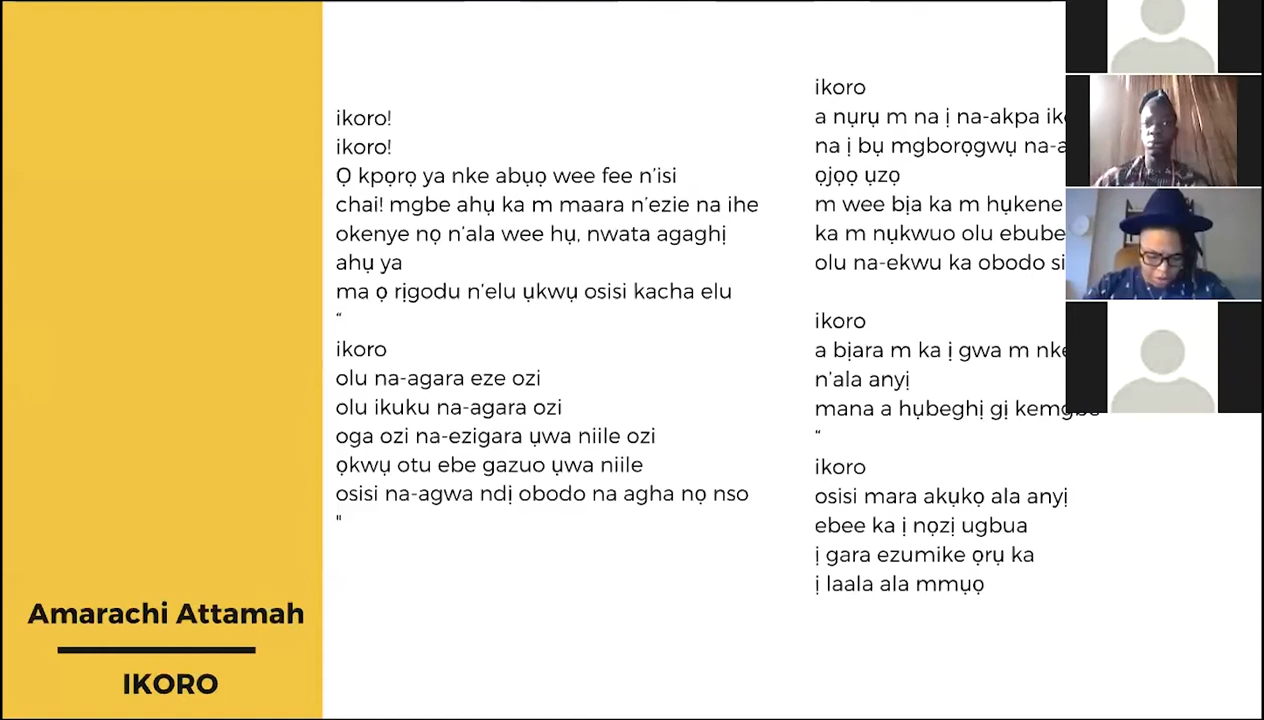 ikoro!
ikoro!
Ọ kpọrọ ya nke abụọ wee fee n'isi
chai! mgbe ahụ ka m maara n'ezie na ihe
okenye nọ n'ala wee hụ, nwata agaghị
ahụ ya
ma ọ rịgodu n'elu ụkwụ osisi kacha elu
“
ikoro
olu na-agara eze ozi
olu ikuku na-agara ozi
oga ozi na-ezigara ụwa niile ozi
ọkwụ otu ebe gazuo ụwa niile
osisi na-agwa ndị obodo na agha nọ nso
"
ikoro
a nụrụ m na ị na-akpa
na ị bụ mgborọgwụ
ọjọọ ụzọ
m wee bịa ka m hụkene
ka m nụkwuo olu ebube
olu na-ekwu ka obodo
ikoro
a bịara m ka ị gwa m
n'ala anyị
mana a hụbeghị gị
“
ikoro
osisi mara akụkọ ala anyị
ebee ka ị nọzị ugbua
ị gara ezumike ọrụ ka
ị laala ala mmụọ
Amarachi Attamah
IKORO